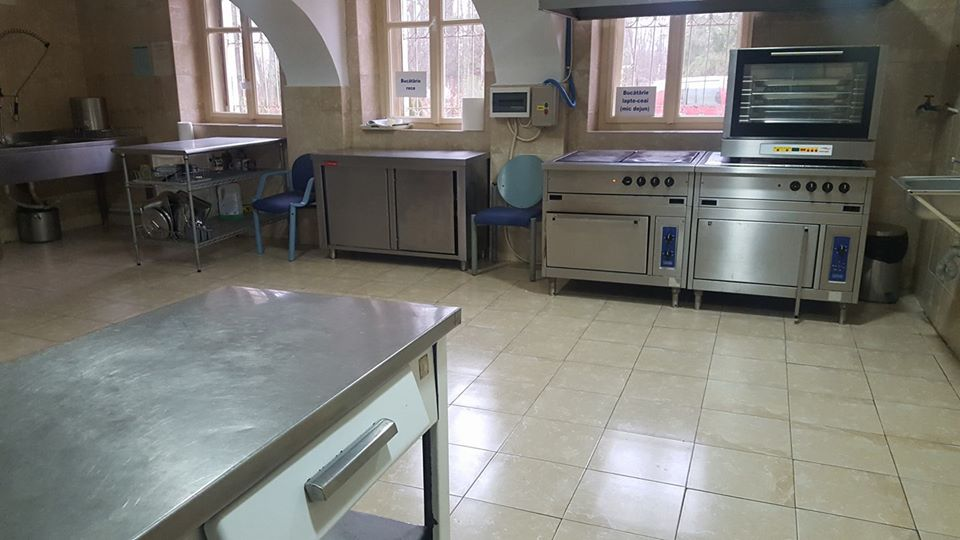 Bucătărie
rece
Bucătărie
lapte-ceai
(mic dejun)